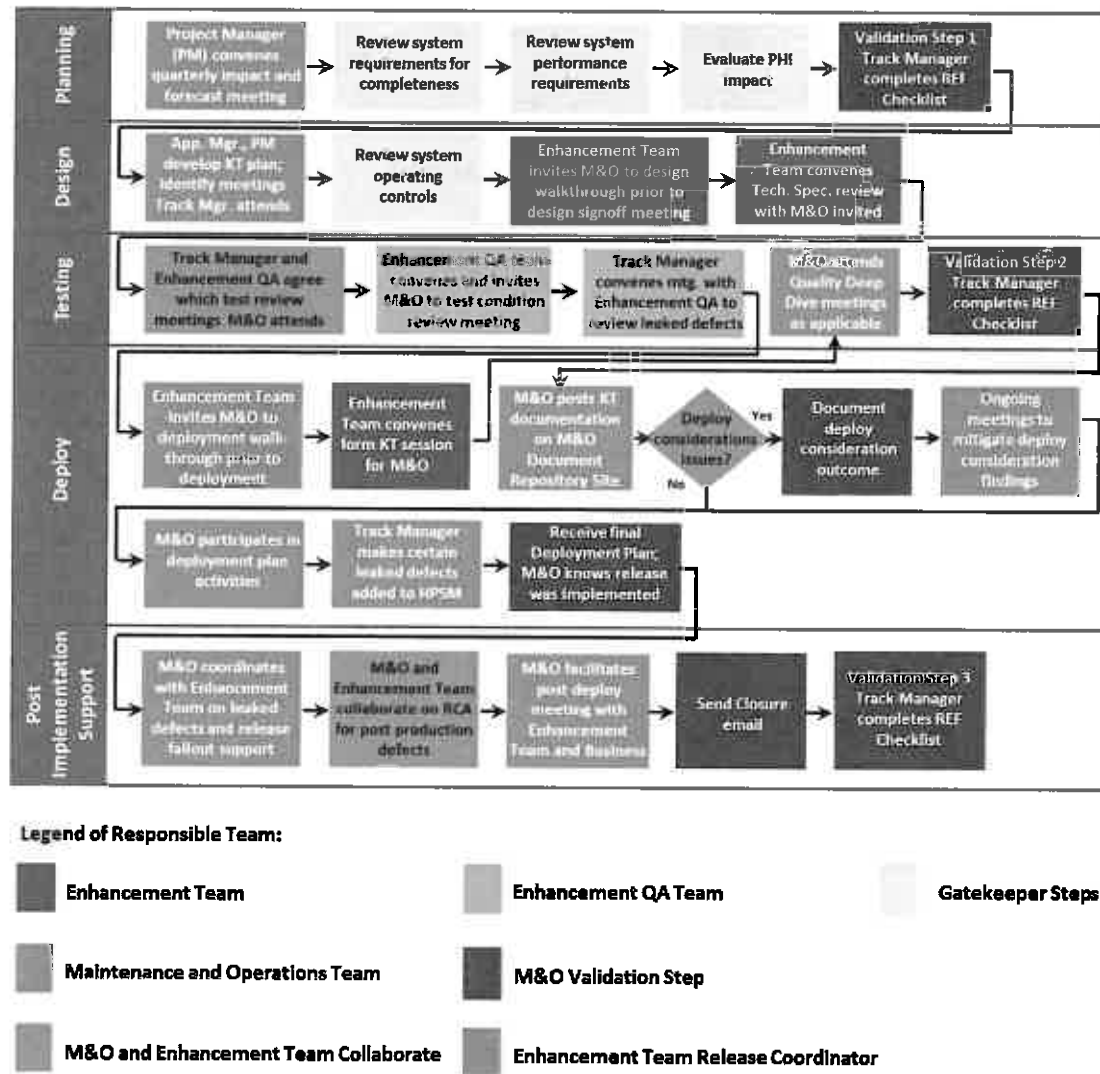 Planning
Project Manager
(PM) convenes
quarterly impact and
forecast meeting
Review system
requirements for
completeness
Review system
performance
requirements
Evaluate PHI
impact
Validation Step 1
Track Manager
completes REF
Checklist
Design
App. Mgr., PM
develop KT plan;
Identify meetings
Track Mgr. attends
Review system
operating
controls
Enhancement Team
invites M&O to design
walkthrough prior to
design signoff meeting
Enhancement
Team convenes
Tech. Spec. review
with M&O invited
Testing
Track Manager and
Enhancement QA agree
which test review
meetings M&O attends
Enhancement QA team
convenes and invites
M&O to test condition
review meeting
Track Manager
convenes mtg. with
Enhancement QA to
review leaked defects
M&O attends
Quality Deep
Dive meetings
as applicable
Validation Step 2
Track Manager
completes REF
Checklist
Deploy
Enhancement Team
invites M&O to
deployment walk-
through prior to
deployment
Enhancement
Team convenes
form KT session
for M&O
M&O posts KT
documentation
on M&O
Document
Repository Site
Deploy
considerations
issues?
Yes
No
Document
deploy
consideration
outcome
Ongoing
meetings to
mitigate deploy
consideration
findings
M&O participates in
deployment plan
activities
Track Manager
makes certain
leaked defects
added to HPSM
Receive final
Deployment Plan;
M&O knows release
was implemented
Post
Implementation
Support
M&O coordinates
with Enhancement
Team on leaked
defects and release
fallout support
M&O and
Enhancement Team
collaborate on RCA
for post production
defects
M&O facilitates
post deploy
meeting with
Enhancement
Team and Business
Send Closure
email
Validation Step 3
Track Manager
completes REF
Checklist
Legend of Responsible Team:
Enhancement Team
Enhancement QA Team
Gatekeeper Steps
Maintenance and Operations Team
M&O Validation Step
M&O and Enhancement Team Collaborate
Enhancement Team Release Coordinator